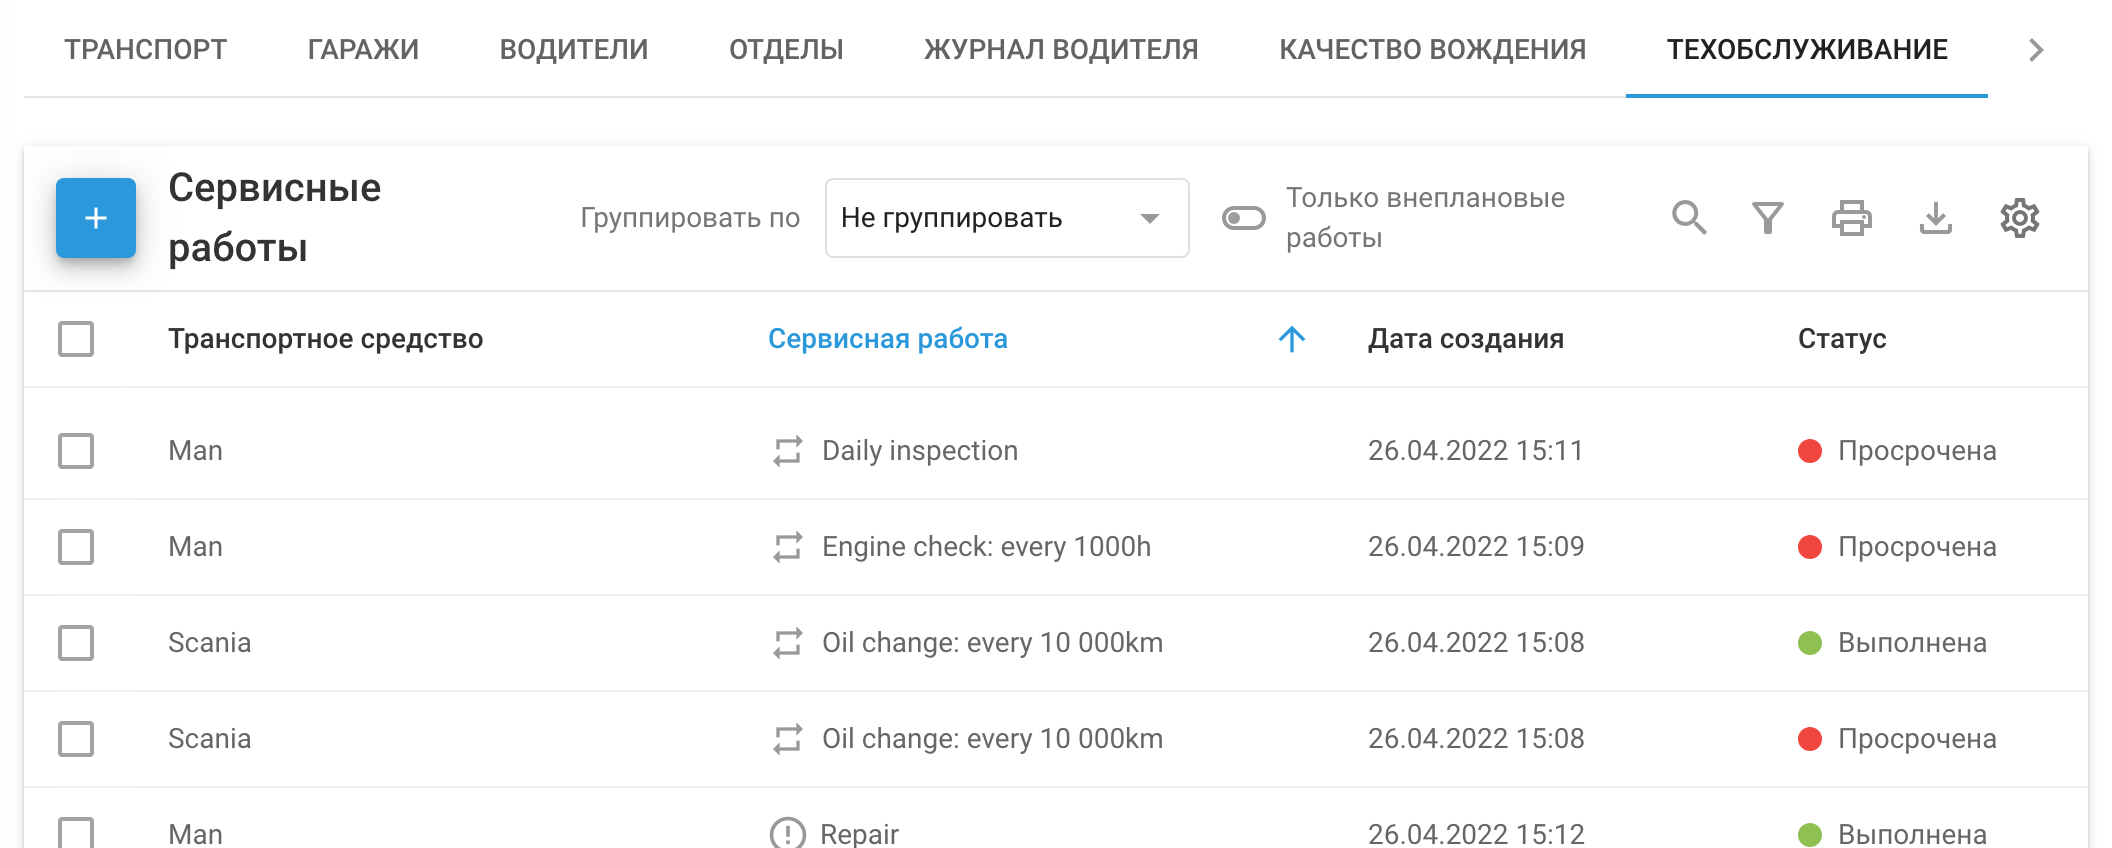 ТРАНСПОРТ ГАРАЖИ ВОДИТЕЛИ ОТДЕЛЫ ЖУРНАЛ ВОДИТЕЛЯ КАЧЕСТВО ВОЖДЕНИЯ ТЕХОБСЛУЖИВАНИЕ
Сервисные
работы
Группировать по Не группировать
Только внеплановые
работы
Транспортное средство Сервисная работа Дата создания Статус
Man Daily inspection 26.04.2022 15:11 Просрочена
Man Engine check: every 1000h 26.04.2022 15:09 Просрочена
Scania Oil change: every 10 000km 26.04.2022 15:08 Выполнена
Scania Oil change: every 10 000km 26.04.2022 15:08 Просрочена
Man Repair 26.04.2022 15:12 Выполнена